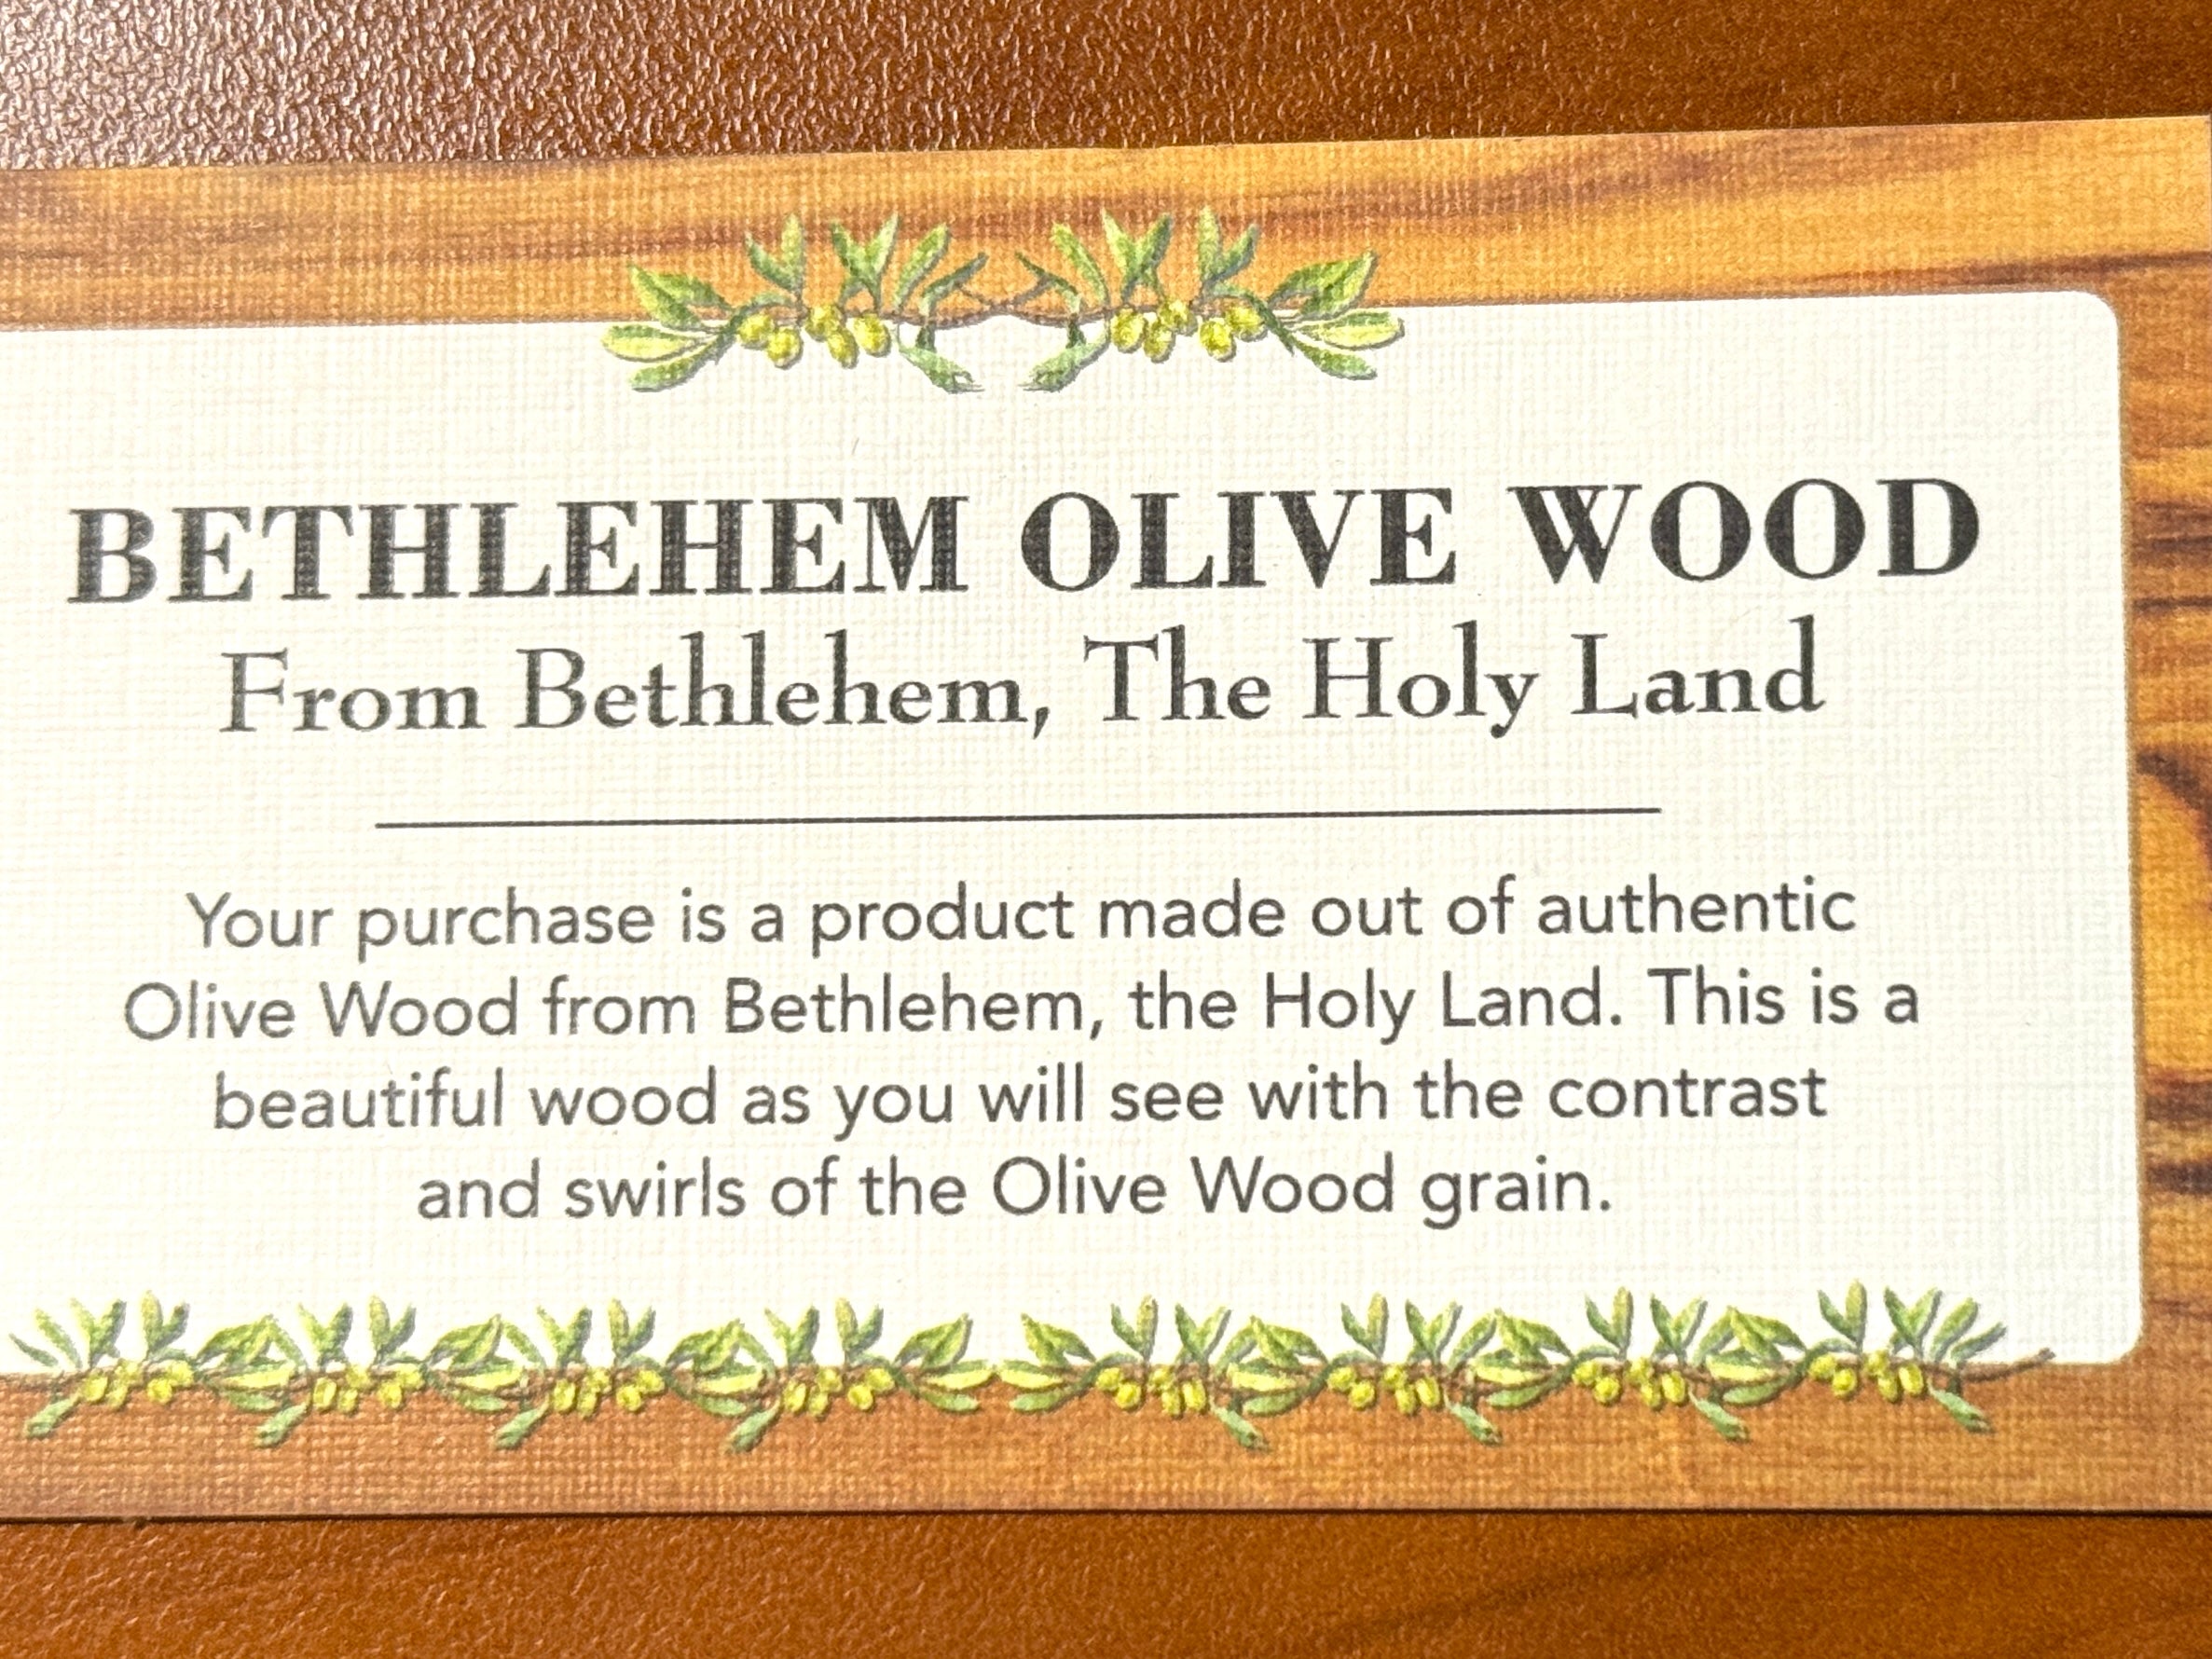 BETHLEHEM OLIVE WOOD
From Bethlehem, The Holy Land
Your purchase is a product made out of authentic
Olive Wood from Bethlehem, the Holy Land. This is a
beautiful wood as you will see with the contrast
and swirls of the Olive Wood grain.